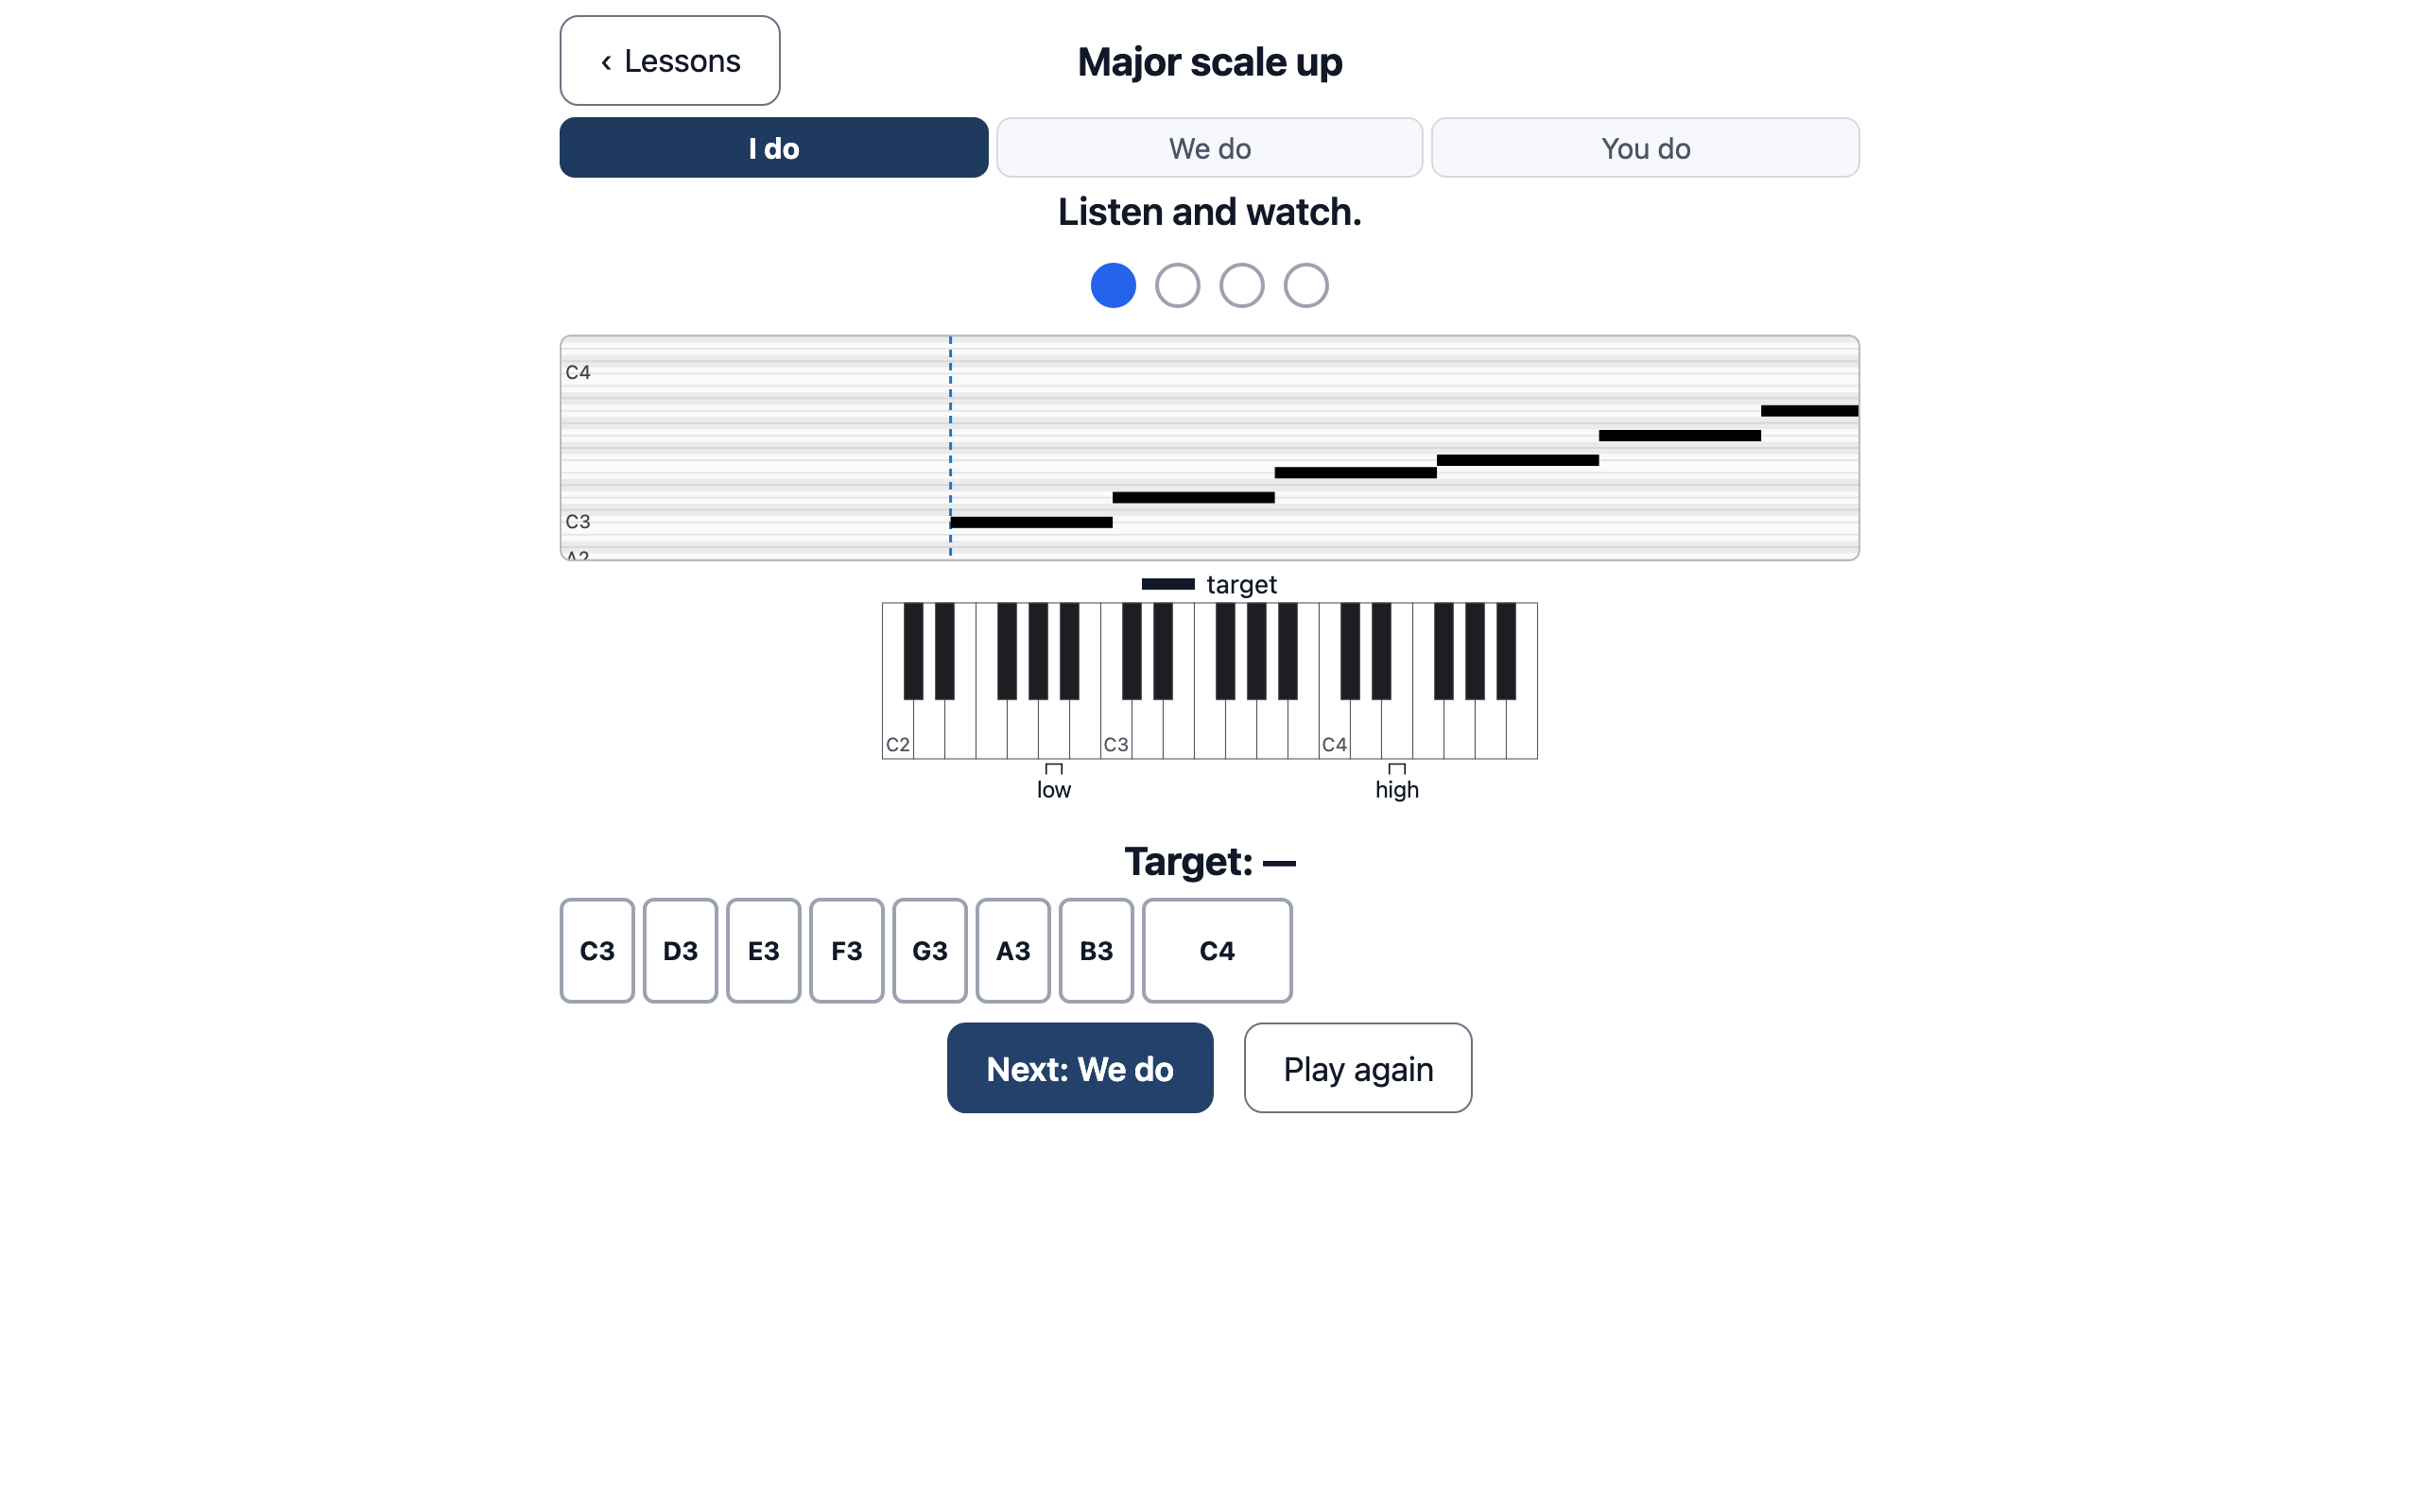 ‹ Lessons
Major scale up
I do
We do
You do
Listen and watch.
C4
C3
A2
target
C2
C3
C4
low
high
Target: —
C3
D3
E3
F3
G3
A3
B3
C4
Next: We do
Play again